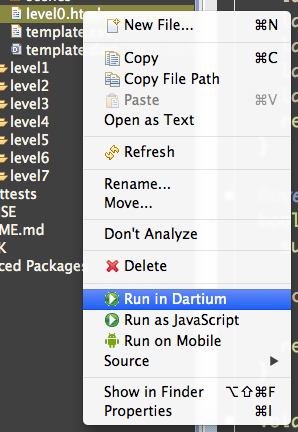 level0.html
New File... ⌘N
template
template.d
Copy ⌘C
level1
Copy File Path
level2
level3
Paste ⌘V
level4
Open as Text
level5
level6
Refresh
level7
ttests
Rename...
SE
Move...
ME.md
K
Don't Analyze
ced Packages
Delete
Run in Dartium
Run as JavaScript
Run on Mobile
Source
Show in Finder ⌥⇧⌘F
Properties ⌘I